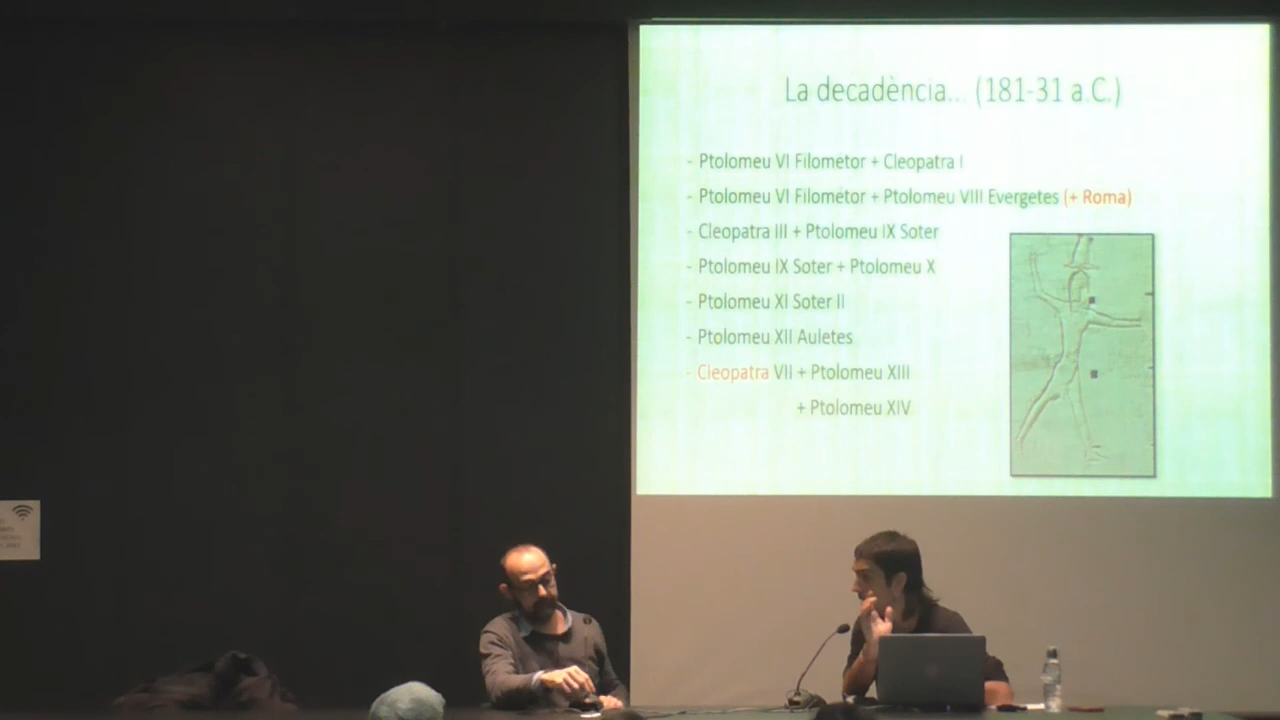 La decadència... (181-31 a.C.)
- Ptolomeu VI Filometor + Cleopatra I
- Ptolomeu VI Filometor + Ptolomeu VIII Evergetes (+ Roma)
- Cleopatra III + Ptolomeu IX Soter
- Ptolomeu IX Soter + Ptolomeu X
- Ptolomeu XI Soter II
- Ptolomeu XII Auletes
- Cleopatra VII + Ptolomeu XIII
+ Ptolomeu XIV